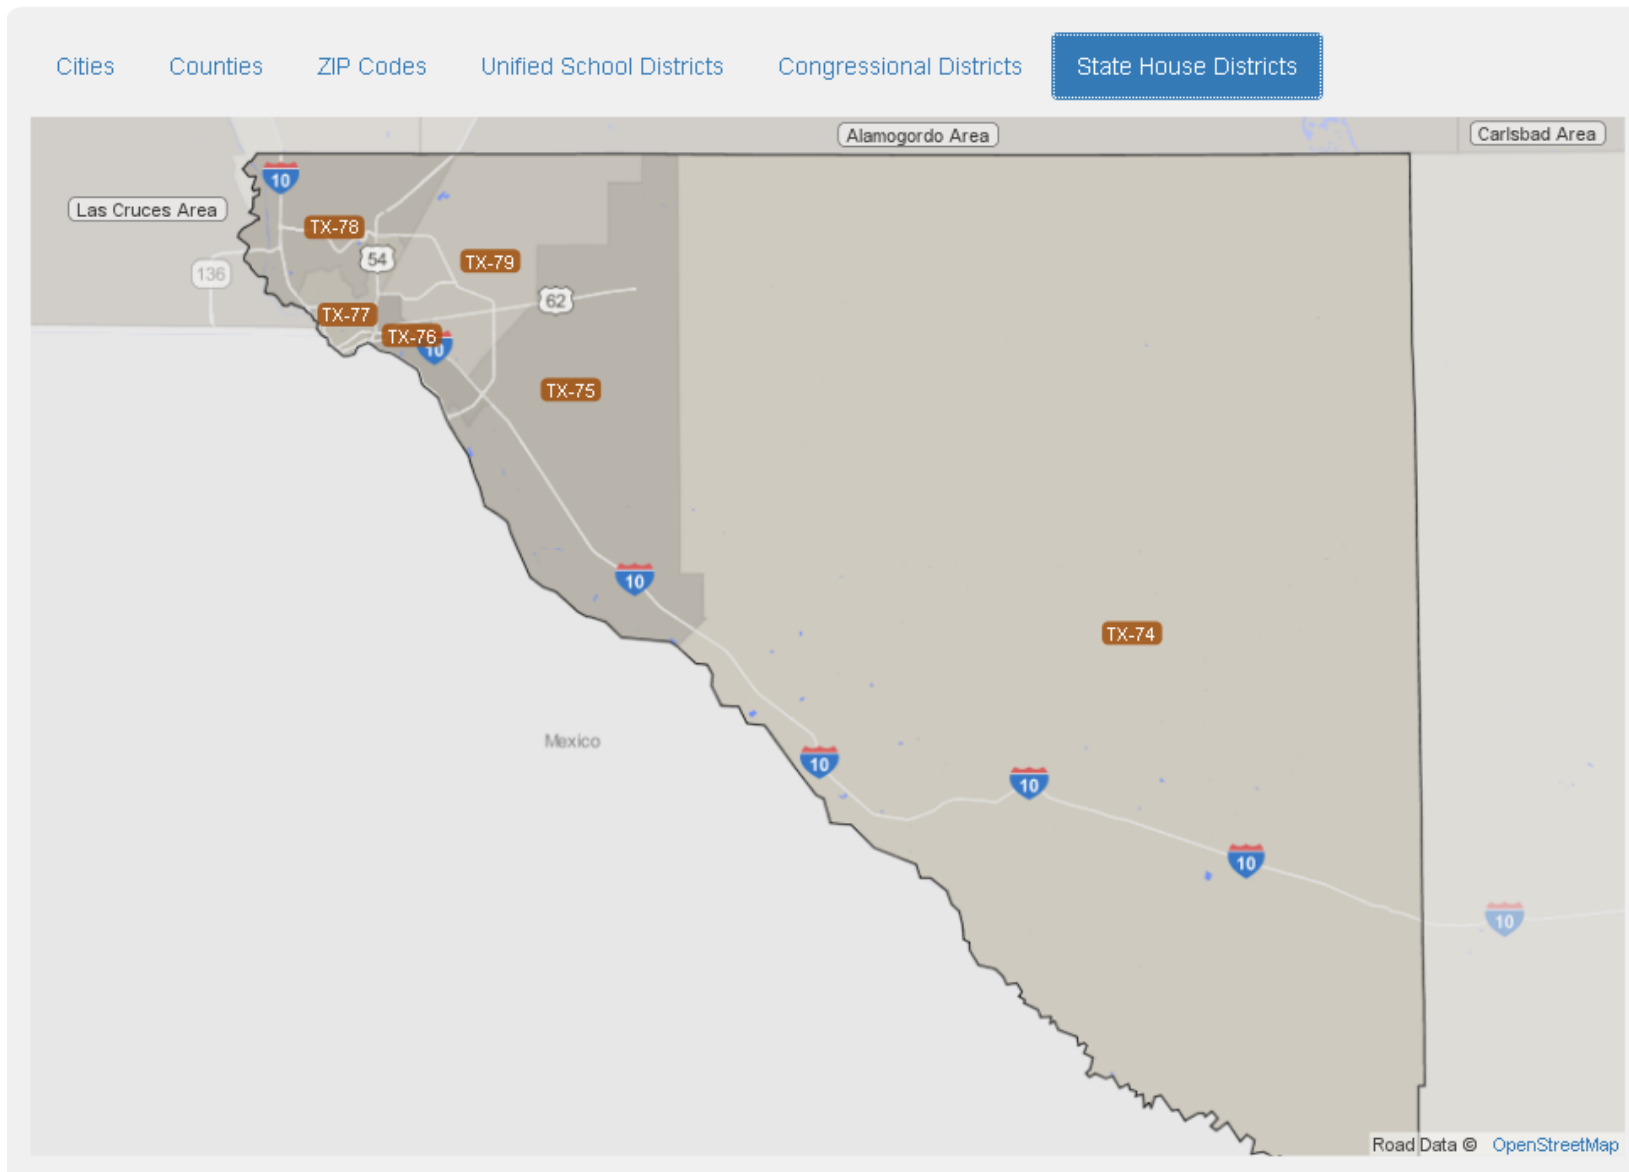 Cities Counties ZIP Codes Unified School Districts Congressional Districts State House Districts
Alamogordo Area
Carlsbad Area
10
Las Cruces Area
TX-78
54
TX-79
136
62
TX-77
TX-76
10
TX-75
10
TX-74
Mexico
10
10
10
10
Road Data © OpenStreetMap